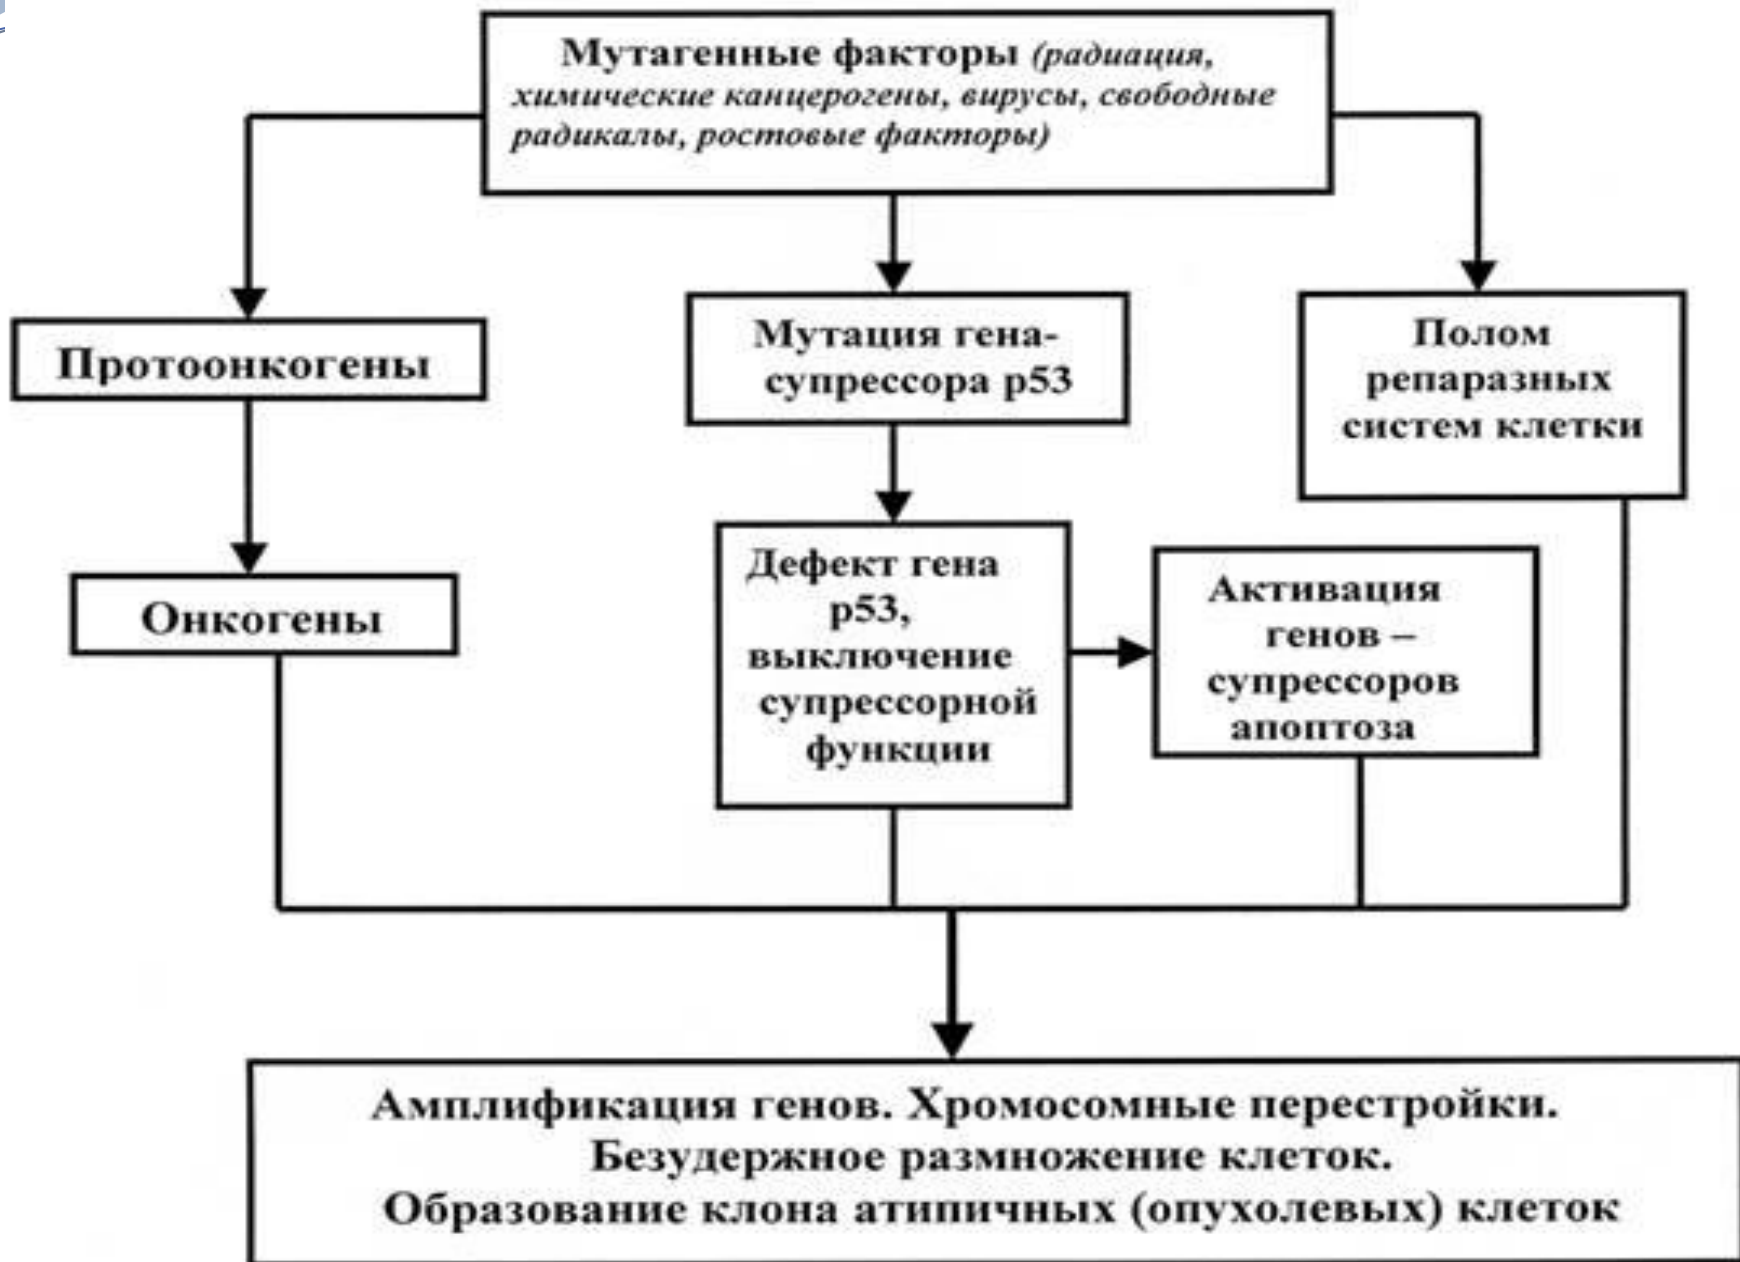 Мутагенные факторы (радиация,
химические канцерогены, вирусы, свободные
радикалы, ростовые факторы)
Протоонкогены
Мутация гена-
супрессора р53
Полом
репаразных
систем клетки
Онкогены
Дефект гена
р53,
выключение
супрессорной
функции
Активация
генов –
супрессоров
апоптоза
Амплификация генов. Хромосомные перестройки.
Безудержное размножение клеток.
Образование клона атипичных (опухолевых) клеток